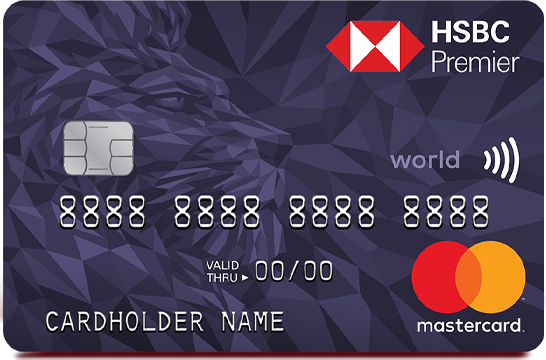 HSBC
Premier
world
8888 8888 8888 8888
VALID
THRU ▶ 00/00
CARDHOLDER NAME
mastercard.